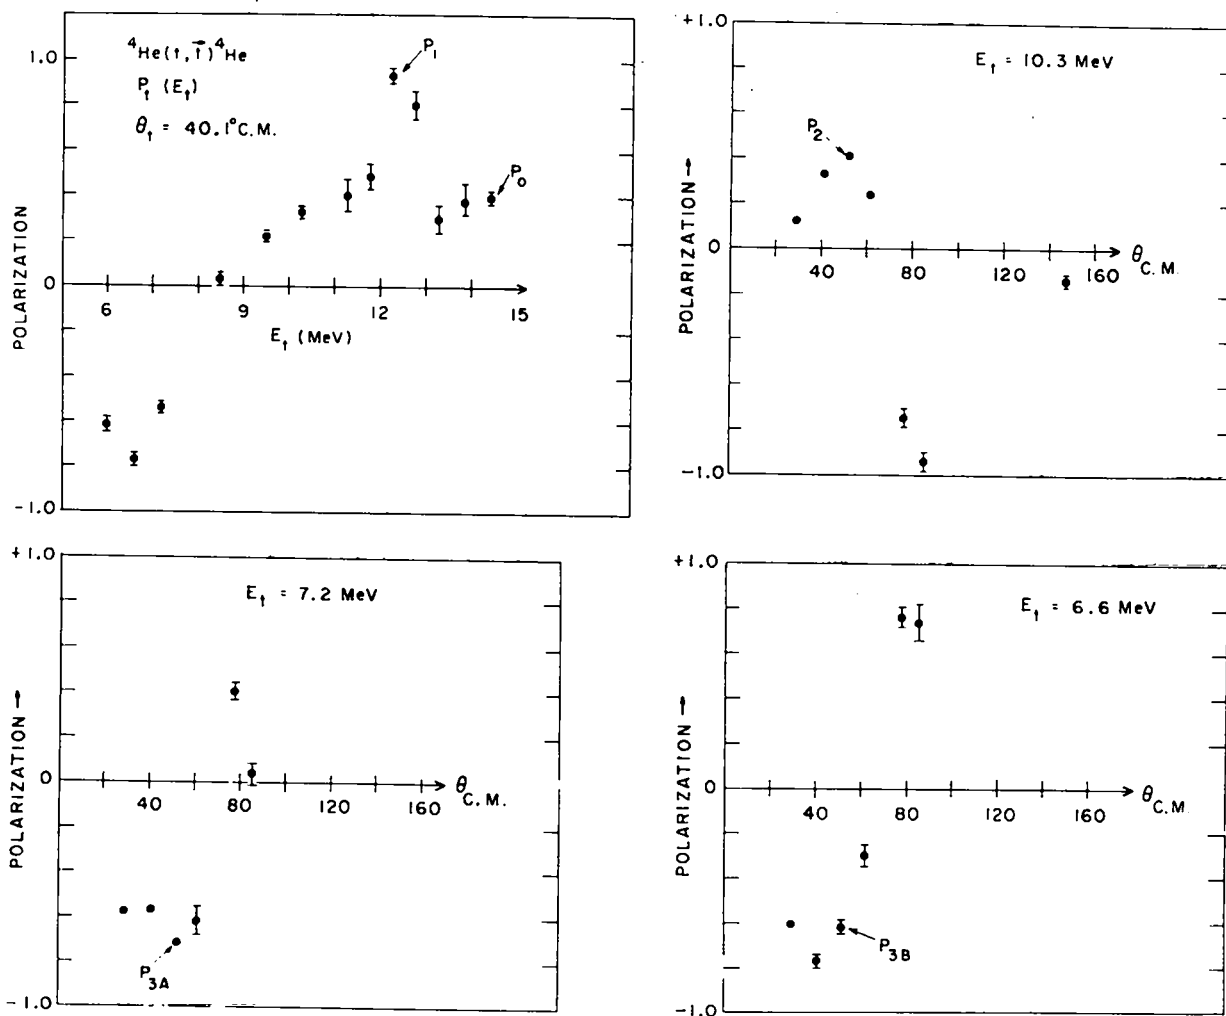 ⁴He(t,t⃗)⁴He
Pₜ (Eₜ)
θₜ = 40.1° C.M.
P₁
P₀
1.0
0
-1.0
POLARIZATION
6 9 12 15
Eₜ (MeV)
+1.0
Eₜ = 10.3 MeV
P₂
0
-1.0
POLARIZATION →
40 80 120 160
θ C.M.
+1.0
Eₜ = 7.2 MeV
0
-1.0
POLARIZATION →
40 80 120 160
θ C.M.
P₃A
+1.0
Eₜ = 6.6 MeV
0
-1.0
POLARIZATION →
40 80 120 160
θ C.M.
P₃B